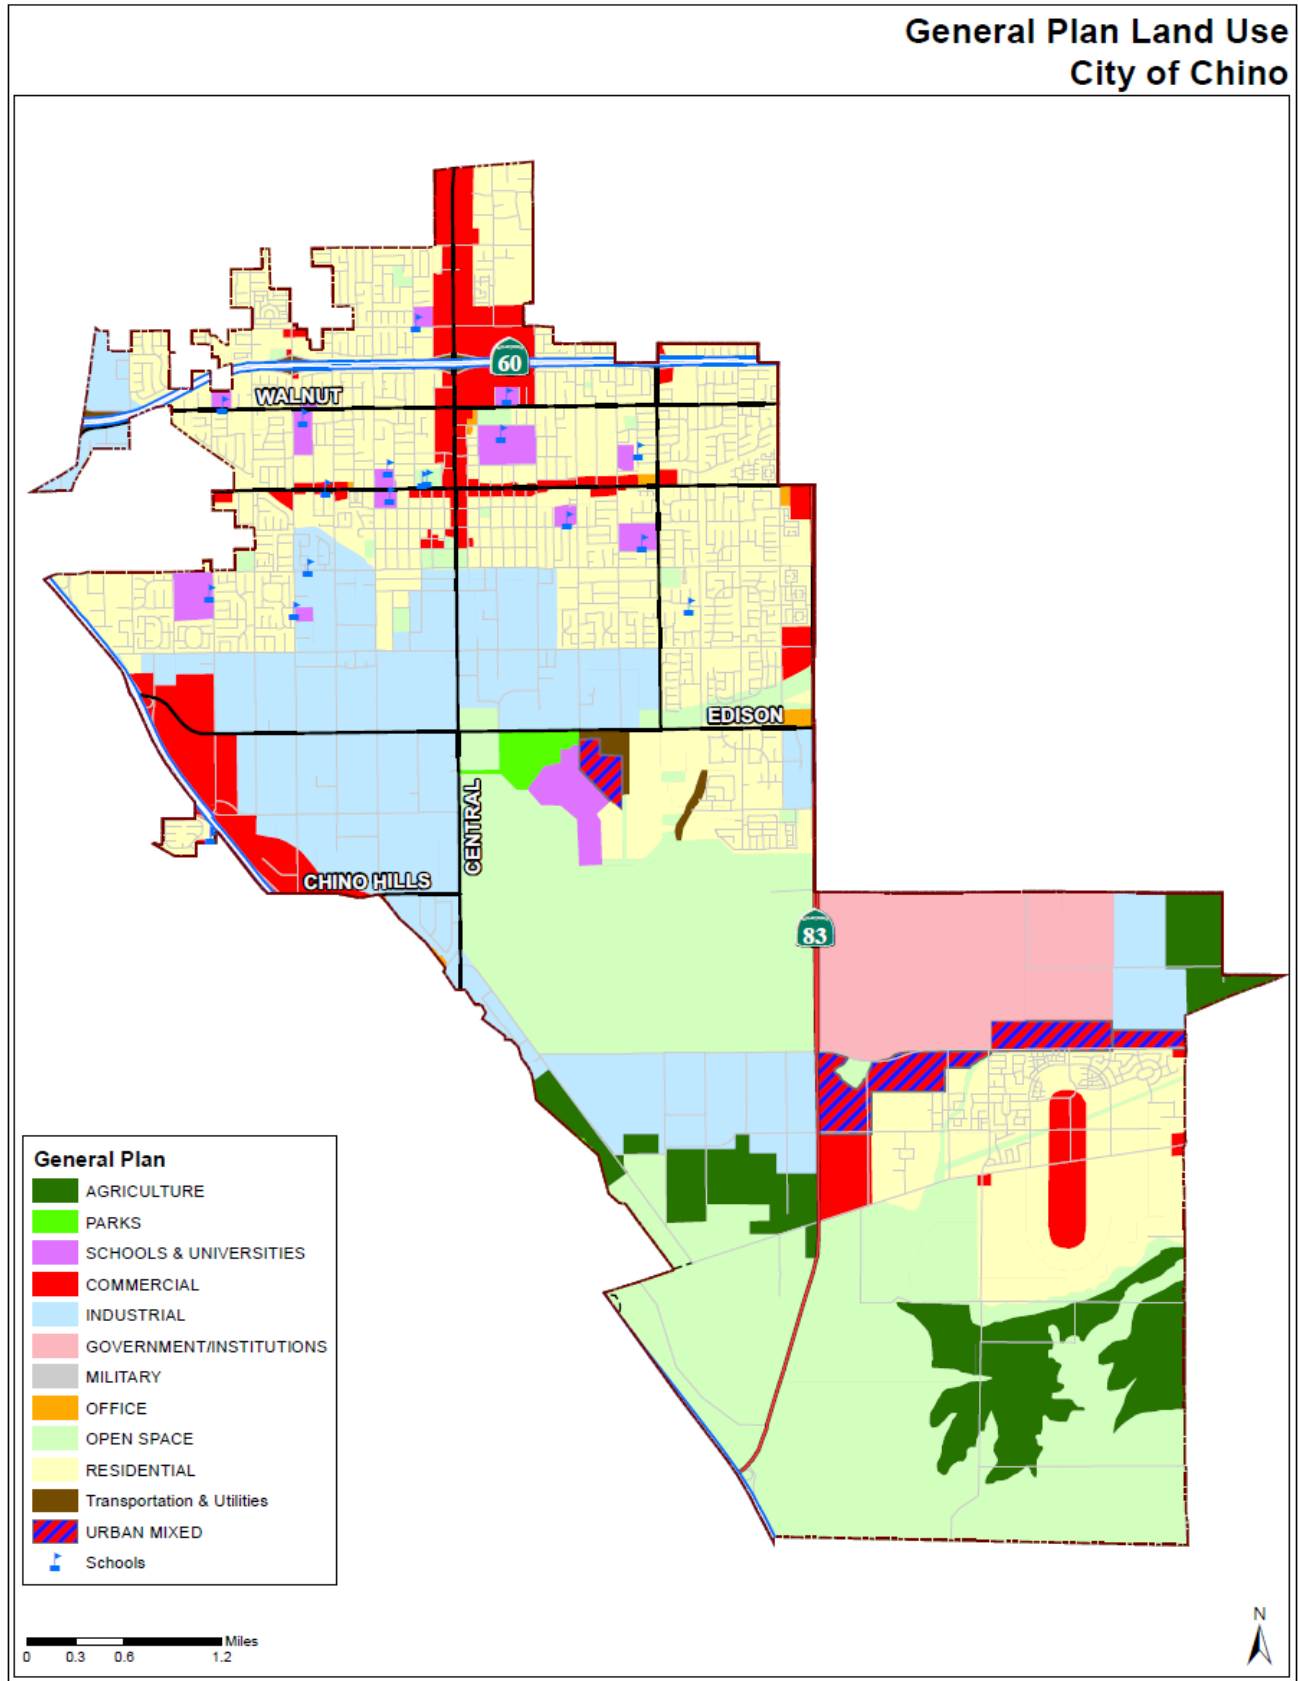 General Plan Land Use
City of Chino
60
WALNUT
EDISON
CENTRAL
CHINO HILLS
83
General Plan
AGRICULTURE
PARKS
SCHOOLS & UNIVERSITIES
COMMERCIAL
INDUSTRIAL
GOVERNMENT/INSTITUTIONS
MILITARY
OFFICE
OPEN SPACE
RESIDENTIAL
Transportation & Utilities
URBAN MIXED
Schools
Miles
0 0.3 0.6 1.2
N